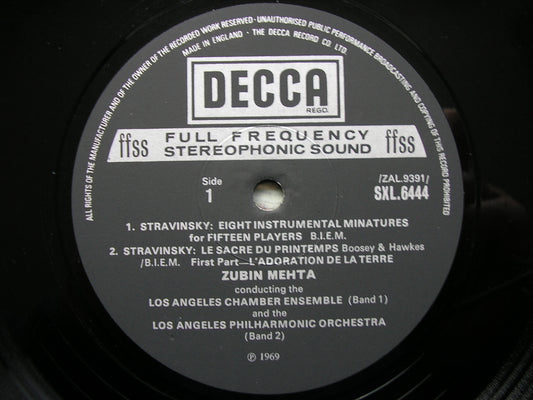 ALL RIGHTS OF THE MANUFACTURER AND OF THE OWNER OF THE RECORDED WORK RESERVED · UNAUTHORISED PUBLIC PERFORMANCE BROADCASTING AND COPYING OF THIS RECORD PROHIBITED
MADE IN ENGLAND · THE DECCA RECORD CO. LTD.
DECCA
REGD.
ffss FULL FREQUENCY STEREOPHONIC SOUND ffss
Side
1
/ZAL.9391/
SXL.6444
1. STRAVINSKY: EIGHT INSTRUMENTAL MINATURES
for FIFTEEN PLAYERS B.I.E.M.
2. STRAVINSKY: LE SACRE DU PRINTEMPS Boosey & Hawkes
/B.I.E.M. First Part—L'ADORATION DE LA TERRE
ZUBIN MEHTA
conducting the
LOS ANGELES CHAMBER ENSEMBLE (Band 1)
and the
LOS ANGELES PHILHARMONIC ORCHESTRA
(Band 2)
℗ 1969